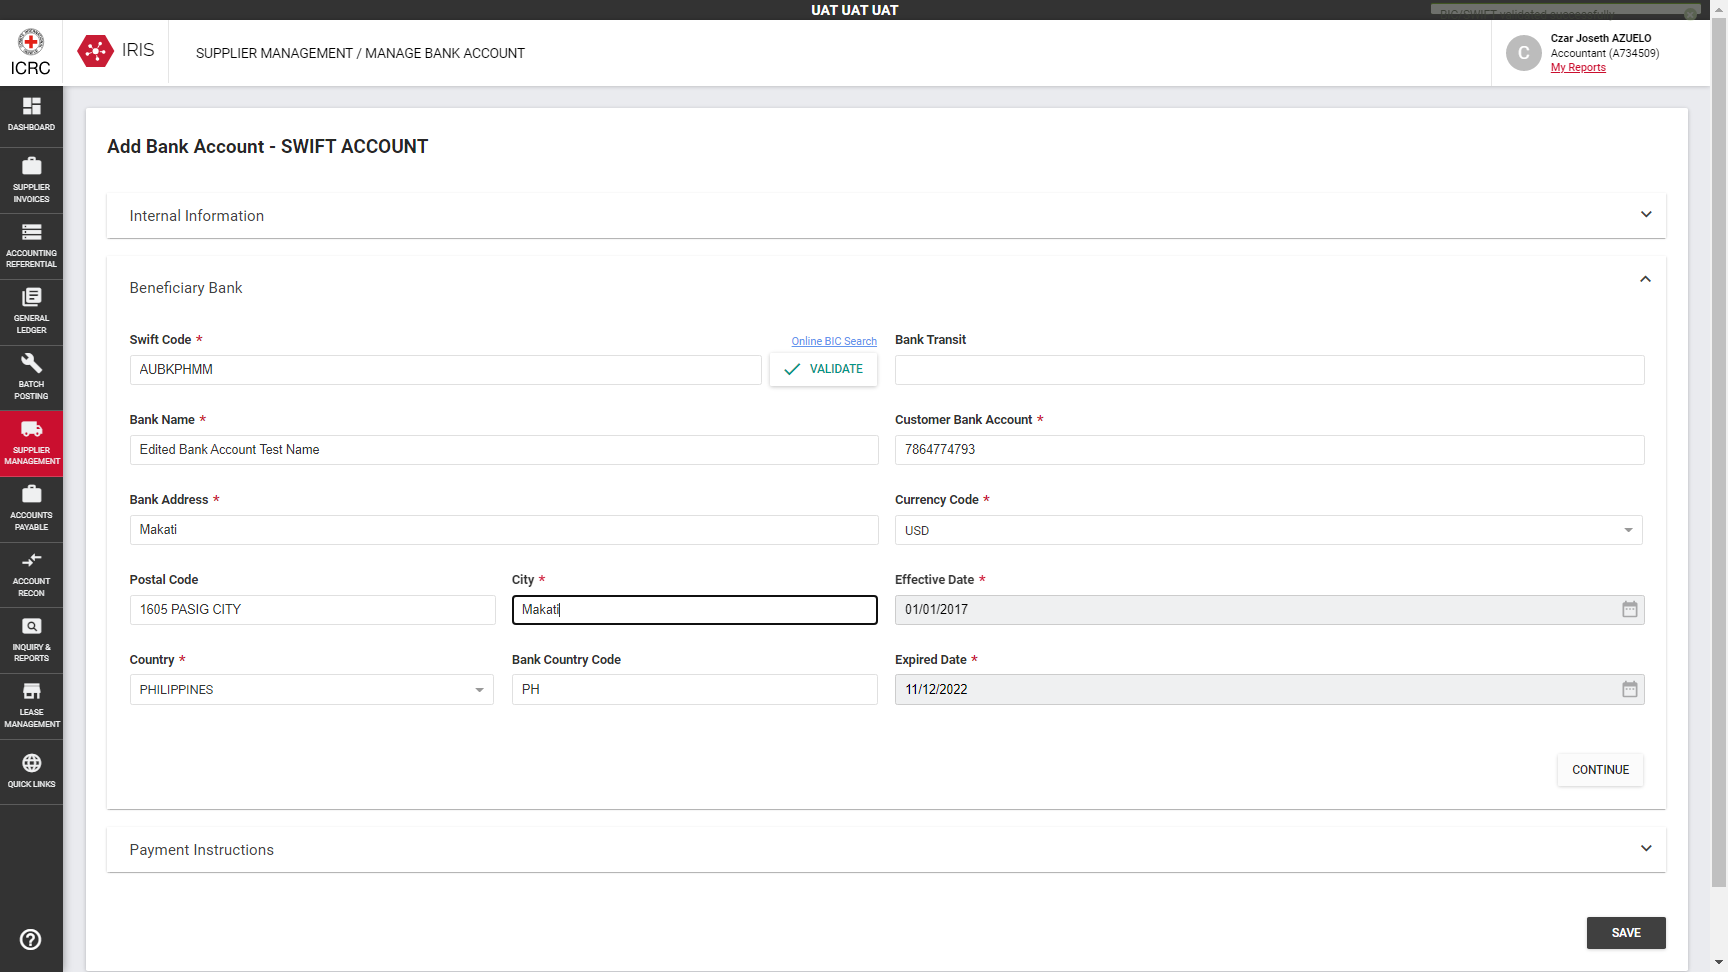 UAT UAT UAT
BIC/SWIFT validated successfully
ICRC
IRIS
SUPPLIER MANAGEMENT / MANAGE BANK ACCOUNT
C
Czar Joseth AZUELO
Accountant (A734509)
My Reports
DASHBOARD
SUPPLIER
INVOICES
ACCOUNTING
REFERENTIAL
GENERAL
LEDGER
BATCH
POSTING
SUPPLIER
MANAGEMENT
ACCOUNTS
PAYABLE
ACCOUNT
RECON
INQUIRY &
REPORTS
LEASE
MANAGEMENT
QUICK LINKS
Add Bank Account - SWIFT ACCOUNT
Internal Information
Beneficiary Bank
Swift Code *
Online BIC Search
Bank Transit
AUBKPHMM
VALIDATE
Bank Name *
Customer Bank Account *
Edited Bank Account Test Name
7864774793
Bank Address *
Currency Code *
Makati
USD
Postal Code
City *
Effective Date *
1605 PASIG CITY
Makati
01/01/2017
Country *
Bank Country Code
Expired Date *
PHILIPPINES
PH
11/12/2022
CONTINUE
Payment Instructions
SAVE